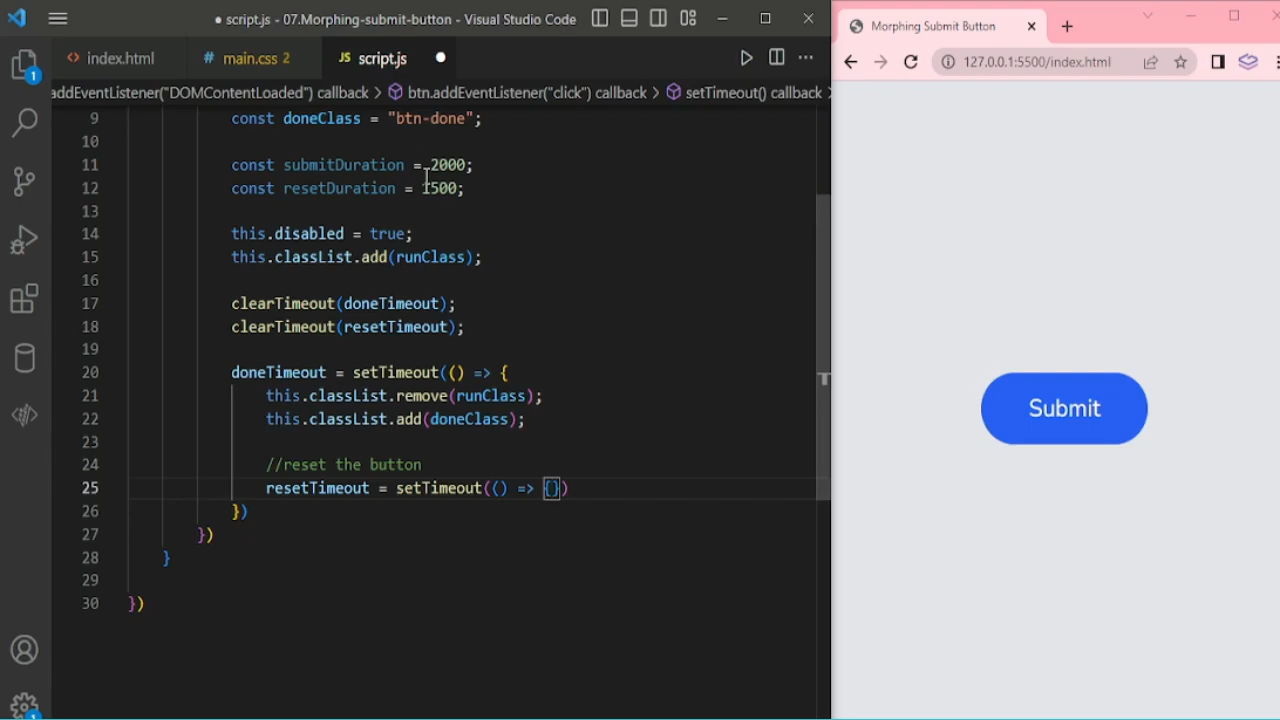 ● script.js - 07.Morphing-submit-button - Visual Studio Code
index.html
main.css 2
script.js
addEventListener("DOMContentLoaded") callback > btn.addEventListener("click") callback > setTimeout() callback >
9 const doneClass = "btn-done";
10
11 const submitDuration = 2000;
12 const resetDuration = 1500;
13
14 this.disabled = true;
15 this.classList.add(runClass);
16
17 clearTimeout(doneTimeout);
18 clearTimeout(resetTimeout);
19
20 doneTimeout = setTimeout(() => {
21 this.classList.remove(runClass);
22 this.classList.add(doneClass);
23
24 //reset the button
25 resetTimeout = setTimeout(() => {})
26 })
27 })
28 }
29
30 })
1
1
Morphing Submit Button
127.0.0.1:5500/index.html
Submit